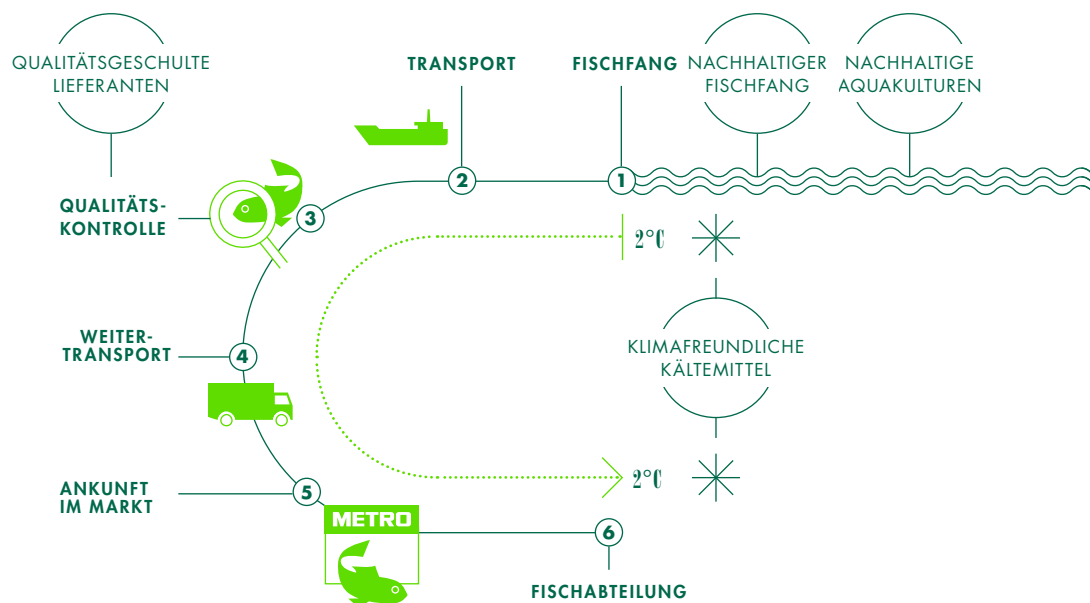 QUALITÄTSGESCHULTE
LIEFERANTEN
TRANSPORT
FISCHFANG
NACHHALTIGER
FISCHFANG
NACHHALTIGE
AQUAKULTUREN
2
1
QUALITÄTS-
KONTROLLE
3
2°C
WEITER-
TRANSPORT
4
KLIMAFREUNDLICHE
KÄLTEMITTEL
2°C
ANKUNFT
IM MARKT
5
METRO
6
FISCHABTEILUNG